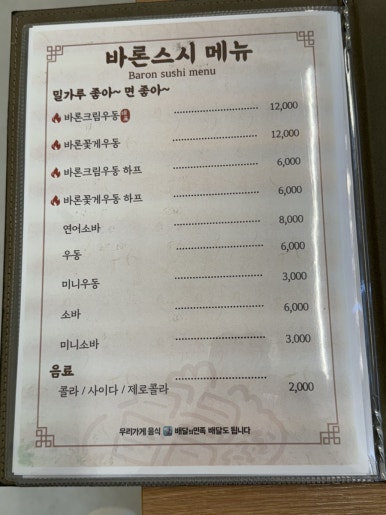 바론스시 메뉴
Baron sushi menu
밀가루 좋아~ 면 좋아~
바론크림우동 12,000
바론꽃게우동 12,000
바론크림우동 하프 6,000
바론꽃게우동 하프 6,000
연어소바 8,000
우동 6,000
미니우동 3,000
소바 6,000
미니소바 3,000
음료
콜라 / 사이다 / 제로콜라 2,000
우리가게 음식 배달의민족 배달도 됩니다